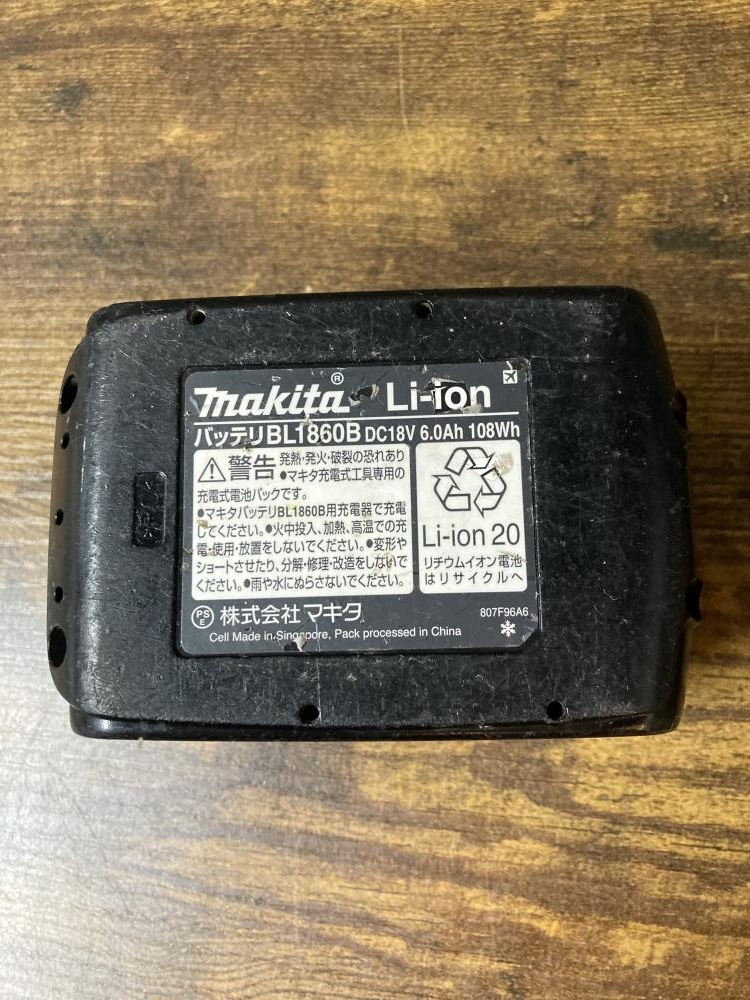 makita® Li-ion
バッテリBL1860B DC18V 6.0Ah 108Wh
警告 発熱・発火・破裂の恐れあり
●マキタ充電式工具専用の
充電式電池パックです。
●マキタバッテリBL1860B用充電器で充電
してください。●火中投入、加熱、高温での充
電・使用・放置をしないでください。●変形や
ショートさせたり、分解・修理・改造をしないで
ください。●雨や水にぬらさないでください。
Li-ion 20
リチウムイオン電池
はリサイクルへ
PSE 株式会社 マキタ
807F96A6
Cell Made in Singapore, Pack processed in China